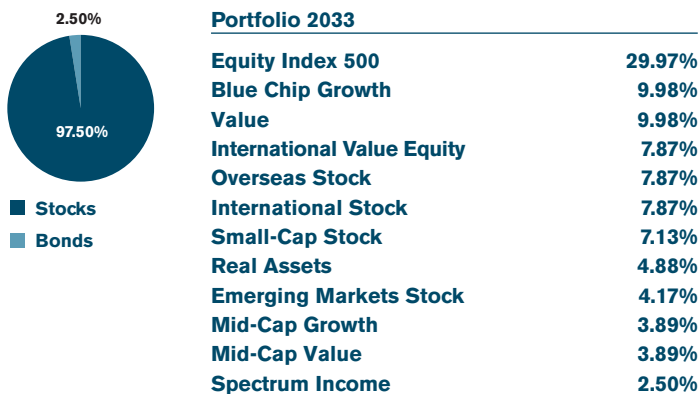 2.50%
97.50%
Stocks
Bonds
Portfolio 2033
Equity Index 500 29.97%
Blue Chip Growth 9.98%
Value 9.98%
International Value Equity 7.87%
Overseas Stock 7.87%
International Stock 7.87%
Small-Cap Stock 7.13%
Real Assets 4.88%
Emerging Markets Stock 4.17%
Mid-Cap Growth 3.89%
Mid-Cap Value 3.89%
Spectrum Income 2.50%